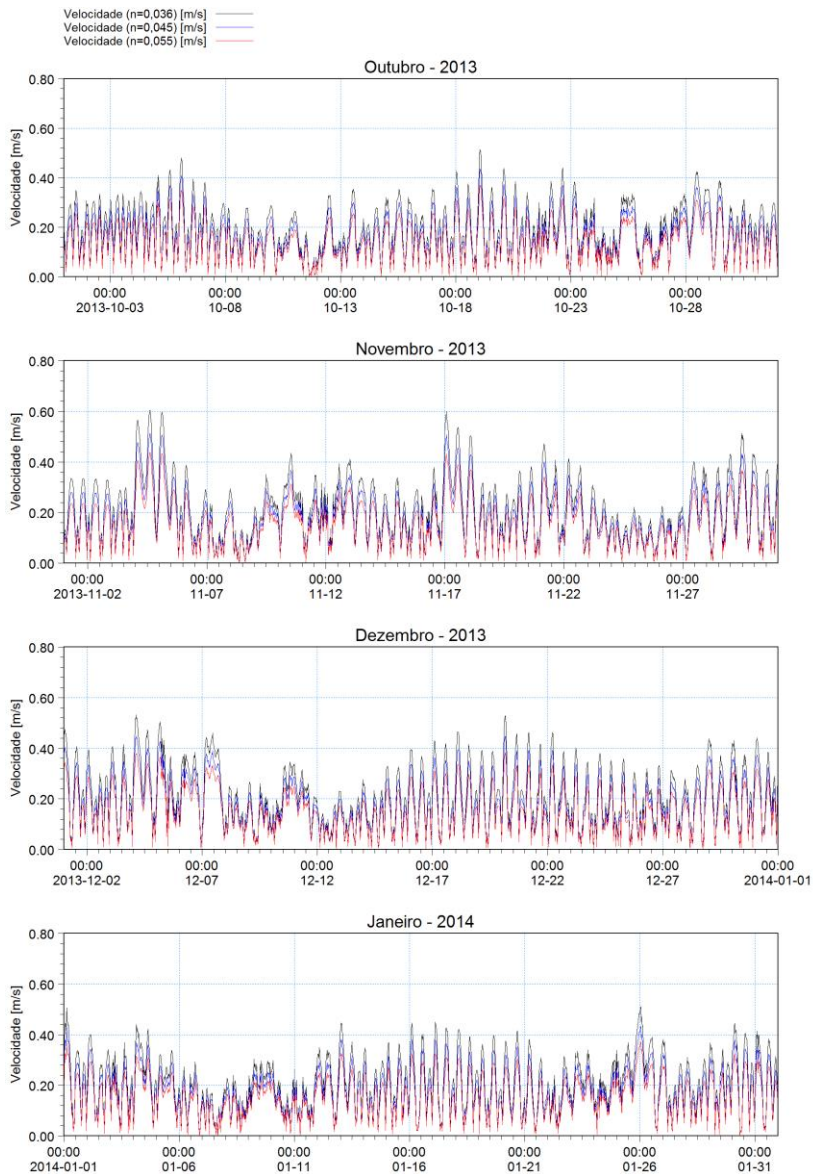 Velocidade (n=0,036) [m/s]
Velocidade (n=0,045) [m/s]
Velocidade (n=0,055) [m/s]
Outubro - 2013
Velocidade [m/s]
0.80
0.60
0.40
0.20
0.00
00:00 00:00 00:00 00:00 00:00 00:00
2013-10-03 10-08 10-13 10-18 10-23 10-28
Novembro - 2013
Velocidade [m/s]
0.80
0.60
0.40
0.20
0.00
00:00 00:00 00:00 00:00 00:00 00:00
2013-11-02 11-07 11-12 11-17 11-22 11-27
Dezembro - 2013
Velocidade [m/s]
0.80
0.60
0.40
0.20
0.00
00:00 00:00 00:00 00:00 00:00 00:00 00:00
2013-12-02 12-07 12-12 12-17 12-22 12-27 2014-01-01
Janeiro - 2014
Velocidade [m/s]
0.80
0.60
0.40
0.20
0.00
00:00 00:00 00:00 00:00 00:00 00:00 00:00
2014-01-01 01-06 01-11 01-16 01-21 01-26 01-31